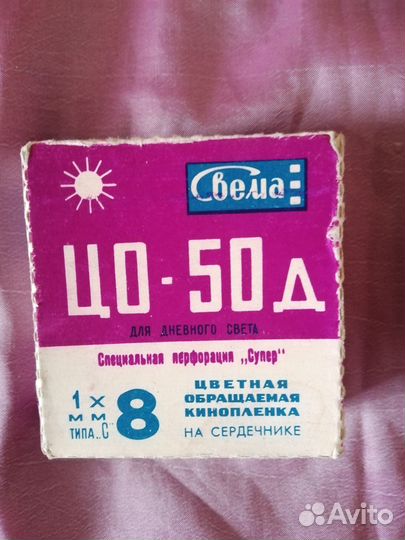 Свема
ЦО-50Д
ДЛЯ ДНЕВНОГО СВЕТА
Специальная перфорация „Супер"
1 х 8
мм
ТИПА „С"
ЦВЕТНАЯ
ОБРАЩАЕМАЯ
КИНОПЛЕНКА
НА СЕРДЕЧНИКЕ
Avito